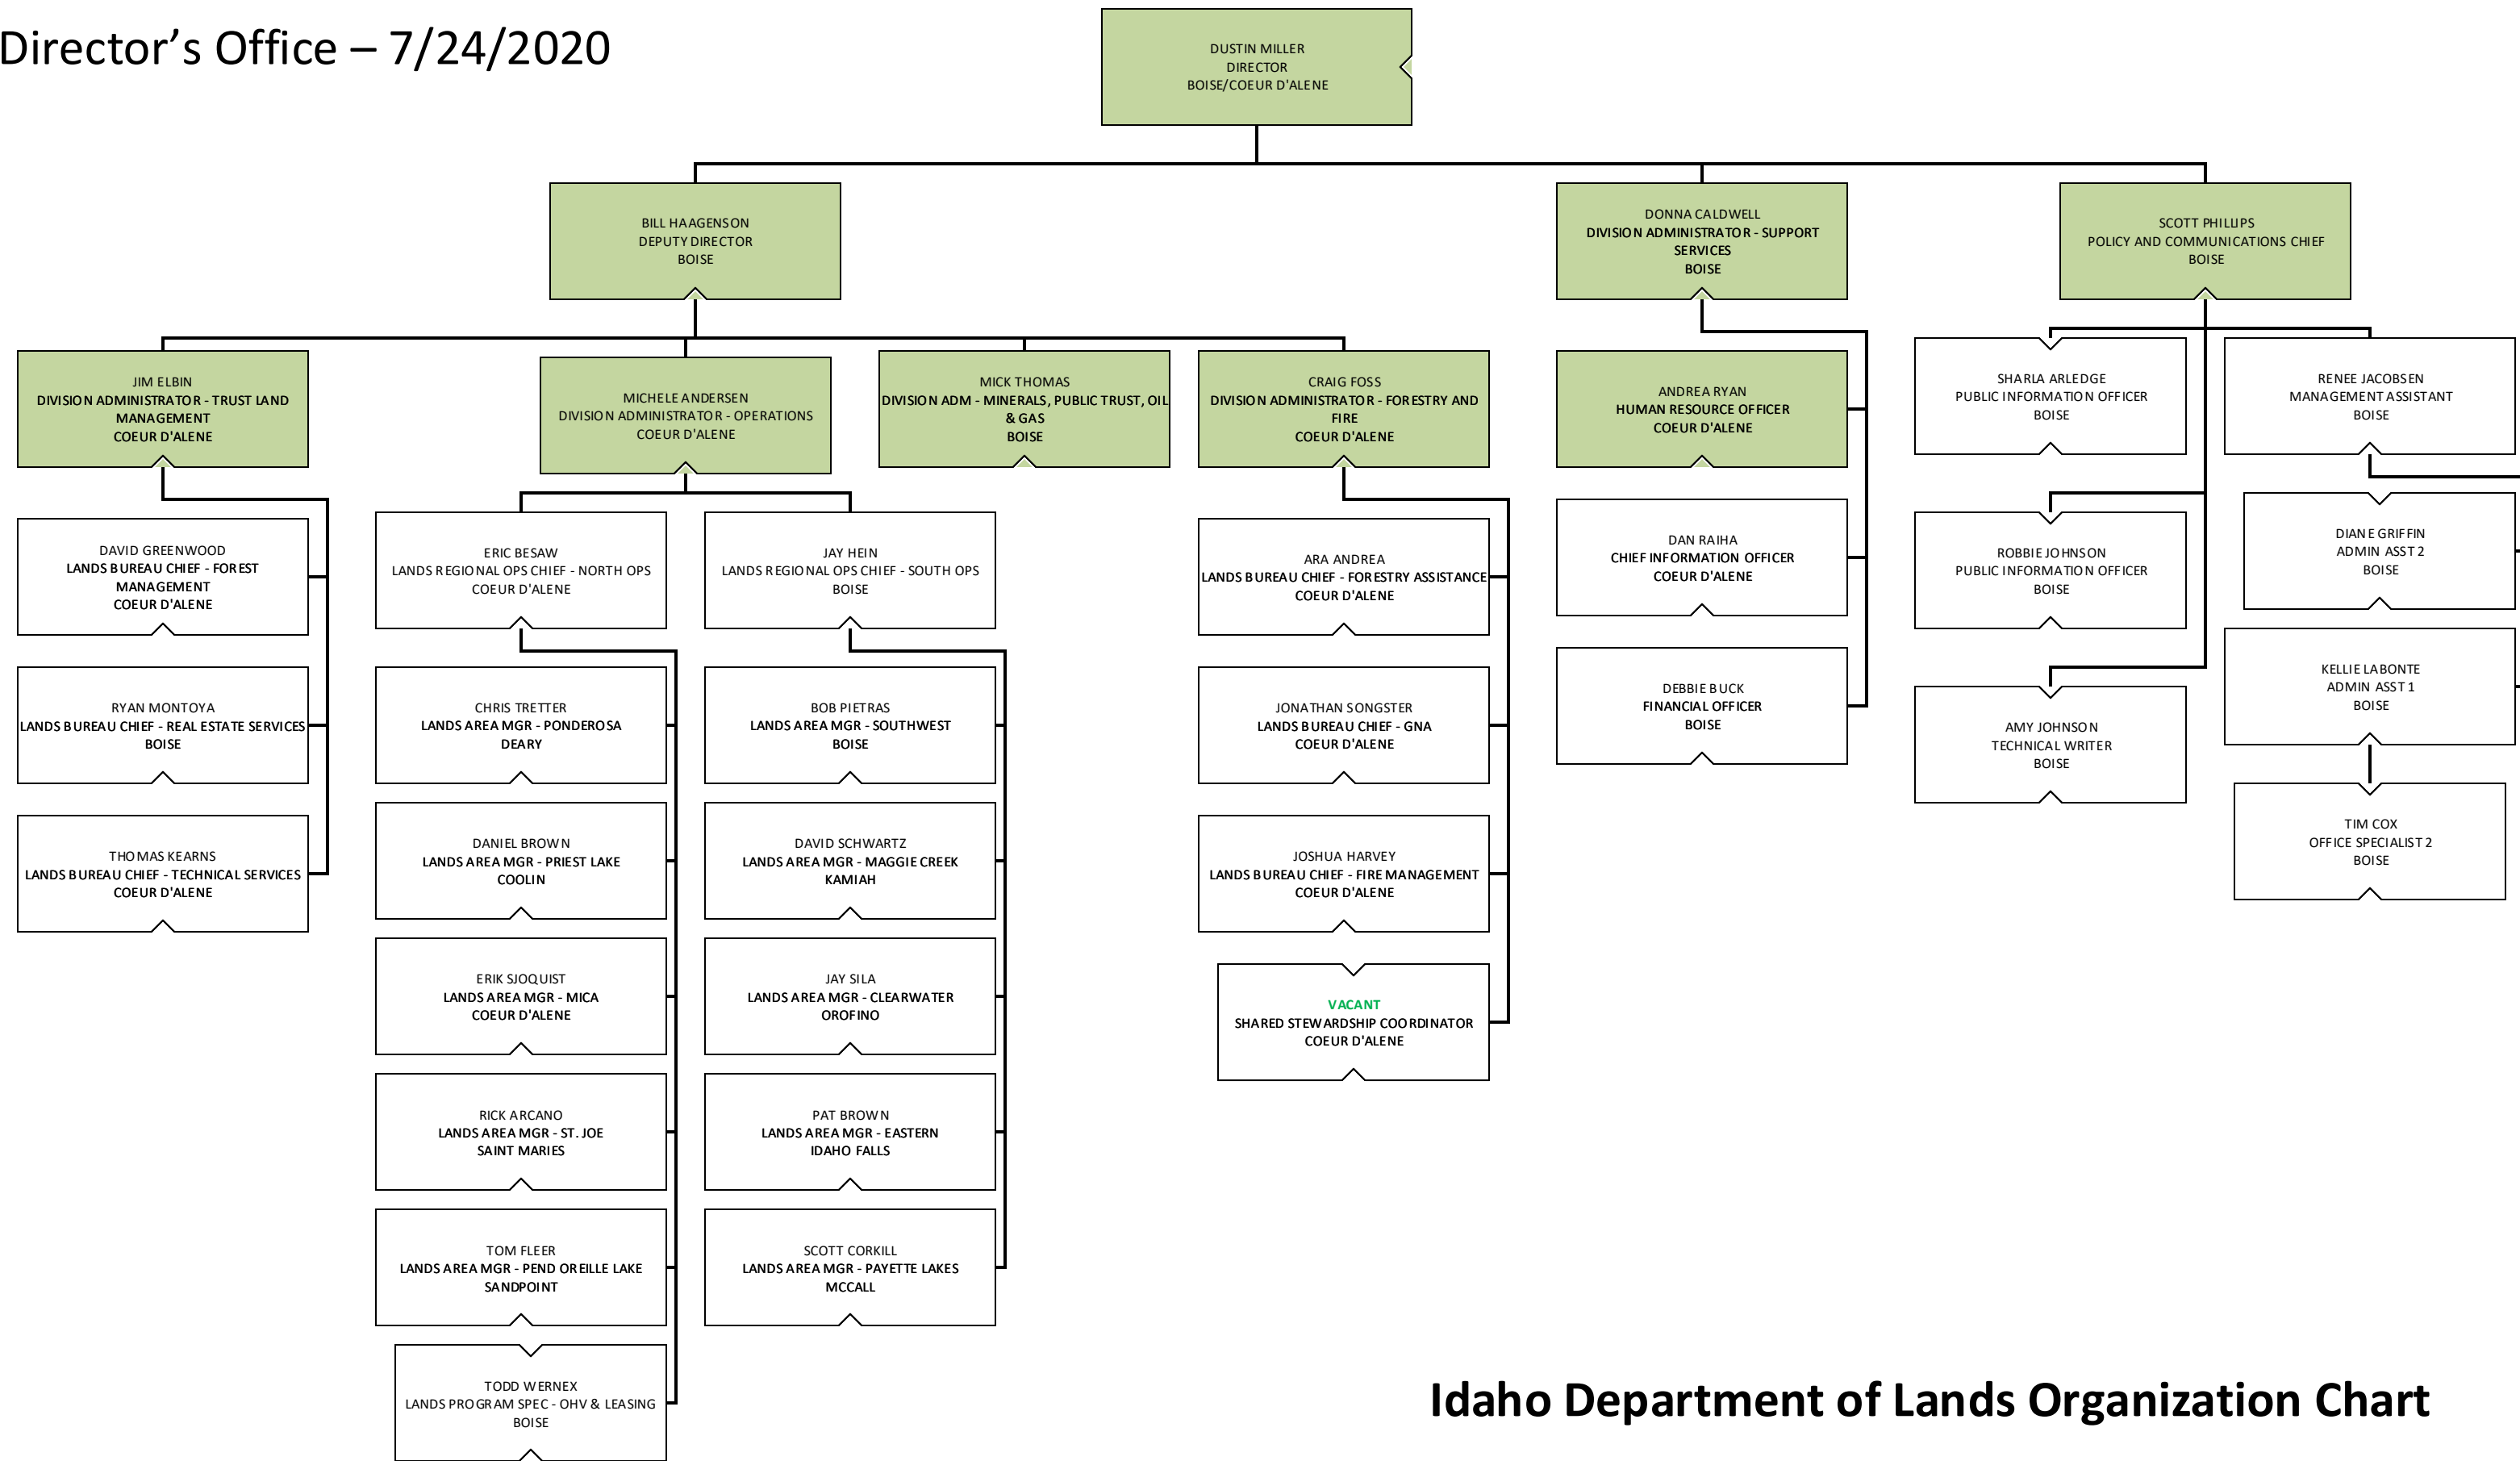 Director’s Office – 7/24/2020
DUSTIN MILLER
DIRECTOR
BOISE/COEUR D'ALENE
BILL HAAGENSON
DEPUTY DIRECTOR
BOISE
DONNA CALDWELL
DIVISION ADMINISTRATOR - SUPPORT
SERVICES
BOISE
SCOTT PHILLIPS
POLICY AND COMMUNICATIONS CHIEF
BOISE
JIM ELBIN
DIVISION ADMINISTRATOR - TRUST LAND
MANAGEMENT
COEUR D'ALENE
MICHELE ANDERSEN
DIVISION ADMINISTRATOR - OPERATIONS
COEUR D'ALENE
MICK THOMAS
DIVISION ADM - MINERALS, PUBLIC TRUST, OIL
& GAS
BOISE
CRAIG FOSS
DIVISION ADMINISTRATOR - FORESTRY AND
FIRE
COEUR D'ALENE
ANDREA RYAN
HUMAN RESOURCE OFFICER
COEUR D'ALENE
SHARLA ARLEDGE
PUBLIC INFORMATION OFFICER
BOISE
RENEE JACOBSEN
MANAGEMENT ASSISTANT
BOISE
DAVID GREENWOOD
LANDS BUREAU CHIEF - FOREST
MANAGEMENT
COEUR D'ALENE
ERIC BESAW
LANDS REGIONAL OPS CHIEF - NORTH OPS
COEUR D'ALENE
JAY HEIN
LANDS REGIONAL OPS CHIEF - SOUTH OPS
BOISE
ARA ANDREA
LANDS BUREAU CHIEF - FORESTRY ASSISTANCE
COEUR D'ALENE
DAN RAIHA
CHIEF INFORMATION OFFICER
COEUR D'ALENE
ROBBIE JOHNSON
PUBLIC INFORMATION OFFICER
BOISE
DIANE GRIFFIN
ADMIN ASST 2
BOISE
RYAN MONTOYA
LANDS BUREAU CHIEF - REAL ESTATE SERVICES
BOISE
CHRIS TRETTER
LANDS AREA MGR - PONDEROSA
DEARY
BOB PIETRAS
LANDS AREA MGR - SOUTHWEST
BOISE
JONATHAN SONGSTER
LANDS BUREAU CHIEF - GNA
COEUR D'ALENE
DEBBIE BUCK
FINANCIAL OFFICER
BOISE
AMY JOHNSON
TECHNICAL WRITER
BOISE
KELLIE LABONTE
ADMIN ASST 1
BOISE
THOMAS KEARNS
LANDS BUREAU CHIEF - TECHNICAL SERVICES
COEUR D'ALENE
DANIEL BROWN
LANDS AREA MGR - PRIEST LAKE
COOLIN
DAVID SCHWARTZ
LANDS AREA MGR - MAGGIE CREEK
KAMIAH
JOSHUA HARVEY
LANDS BUREAU CHIEF - FIRE MANAGEMENT
COEUR D'ALENE
TIM COX
OFFICE SPECIALIST 2
BOISE
ERIK SJOQUIST
LANDS AREA MGR - MICA
COEUR D'ALENE
JAY SILA
LANDS AREA MGR - CLEARWATER
OROFINO
VACANT
SHARED STEWARDSHIP COORDINATOR
COEUR D'ALENE
RICK ARCANO
LANDS AREA MGR - ST. JOE
SAINT MARIES
PAT BROWN
LANDS AREA MGR - EASTERN
IDAHO FALLS
TOM FLEER
LANDS AREA MGR - PEND OREILLE LAKE
SANDPOINT
SCOTT CORKILL
LANDS AREA MGR - PAYETTE LAKES
MCCALL
TODD WERNEX
LANDS PROGRAM SPEC - OHV & LEASING
BOISE
Idaho Department of Lands Organization Chart